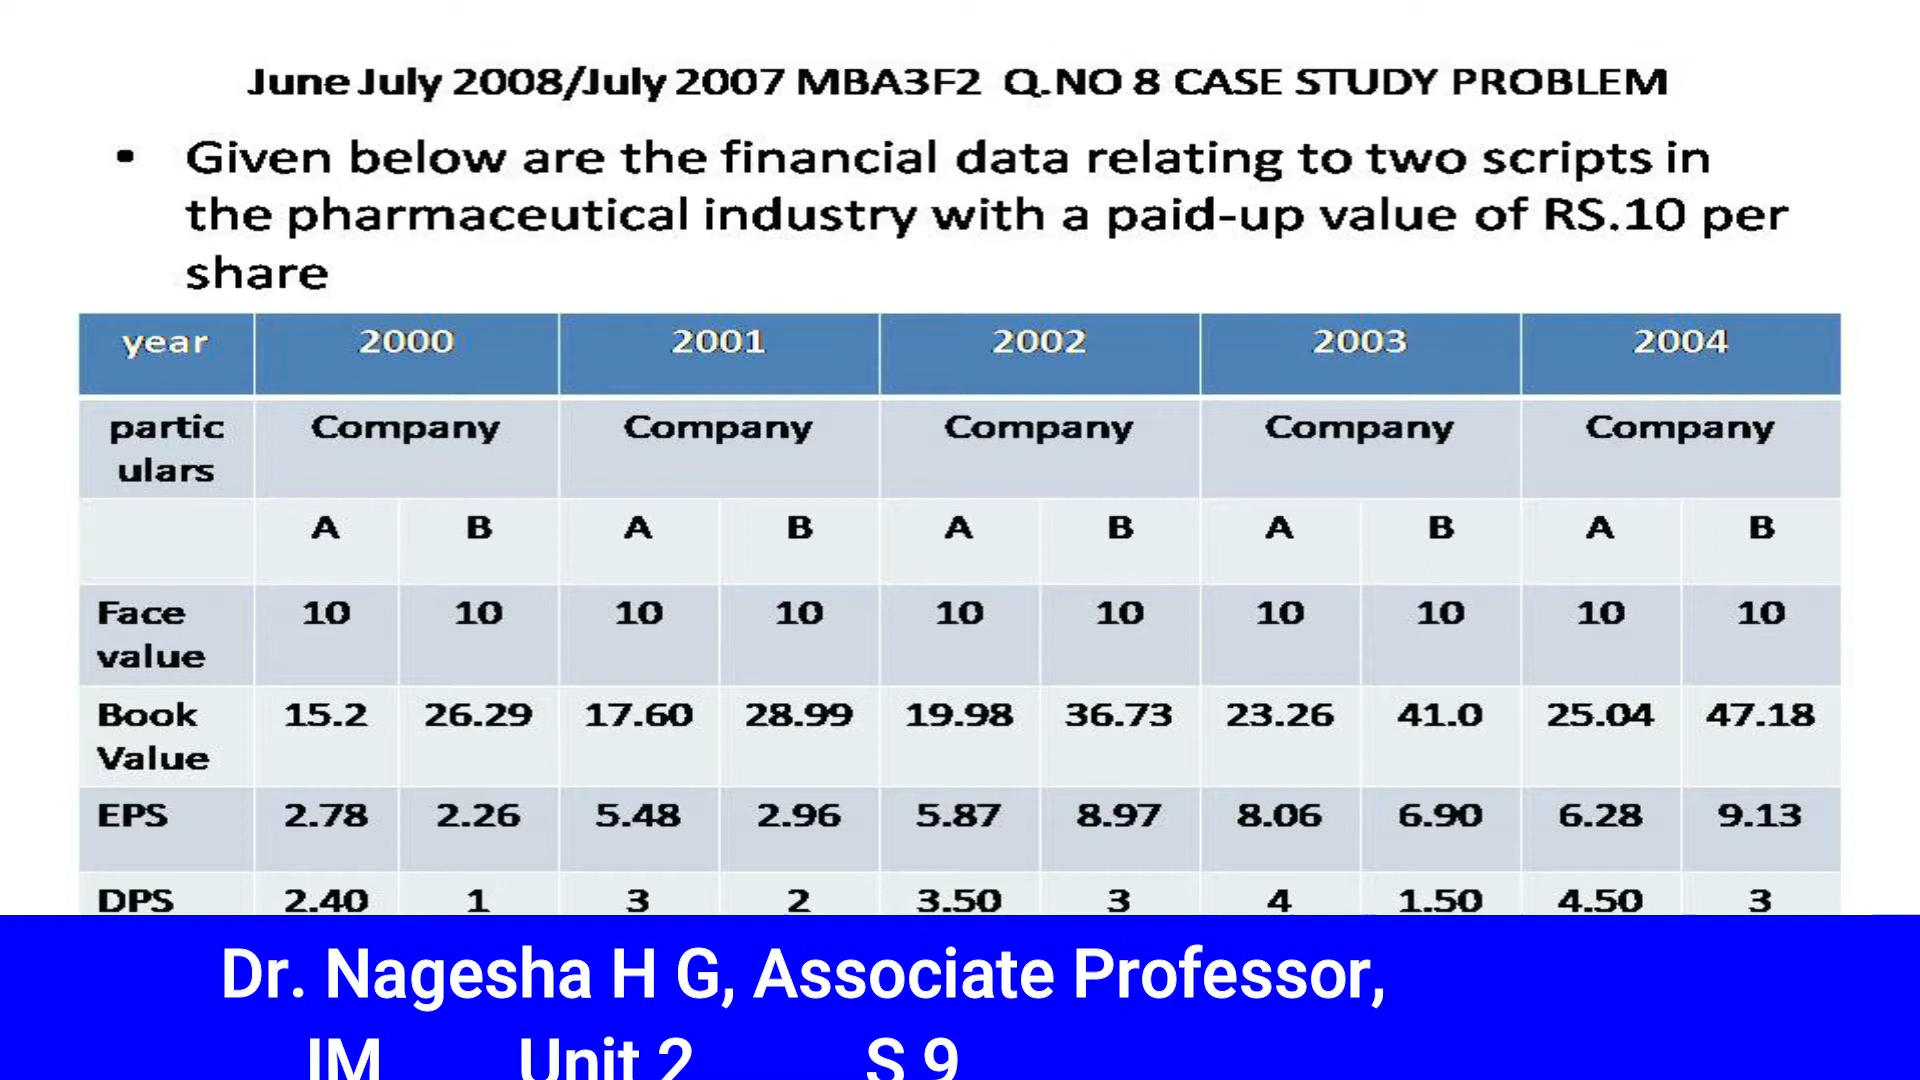 June July 2008/July 2007 MBA3F2 Q.NO 8 CASE STUDY PROBLEM
• Given below are the financial data relating to two scripts in
the pharmaceutical industry with a paid-up value of RS.10 per
share
year 2000 2001 2002 2003 2004
partic Company Company Company Company Company
ulars
A B A B A B A B A B
Face 10 10 10 10 10 10 10 10 10 10
value
Book 15.2 26.29 17.60 28.99 19.98 36.73 23.26 41.0 25.04 47.18
Value
EPS 2.78 2.26 5.48 2.96 5.87 8.97 8.06 6.90 6.28 9.13
DPS 2.40 1 3 2 3.50 3 4 1.50 4.50 3
Dr. Nagesha H G, Associate Professor,
IM Unit 2 S 9